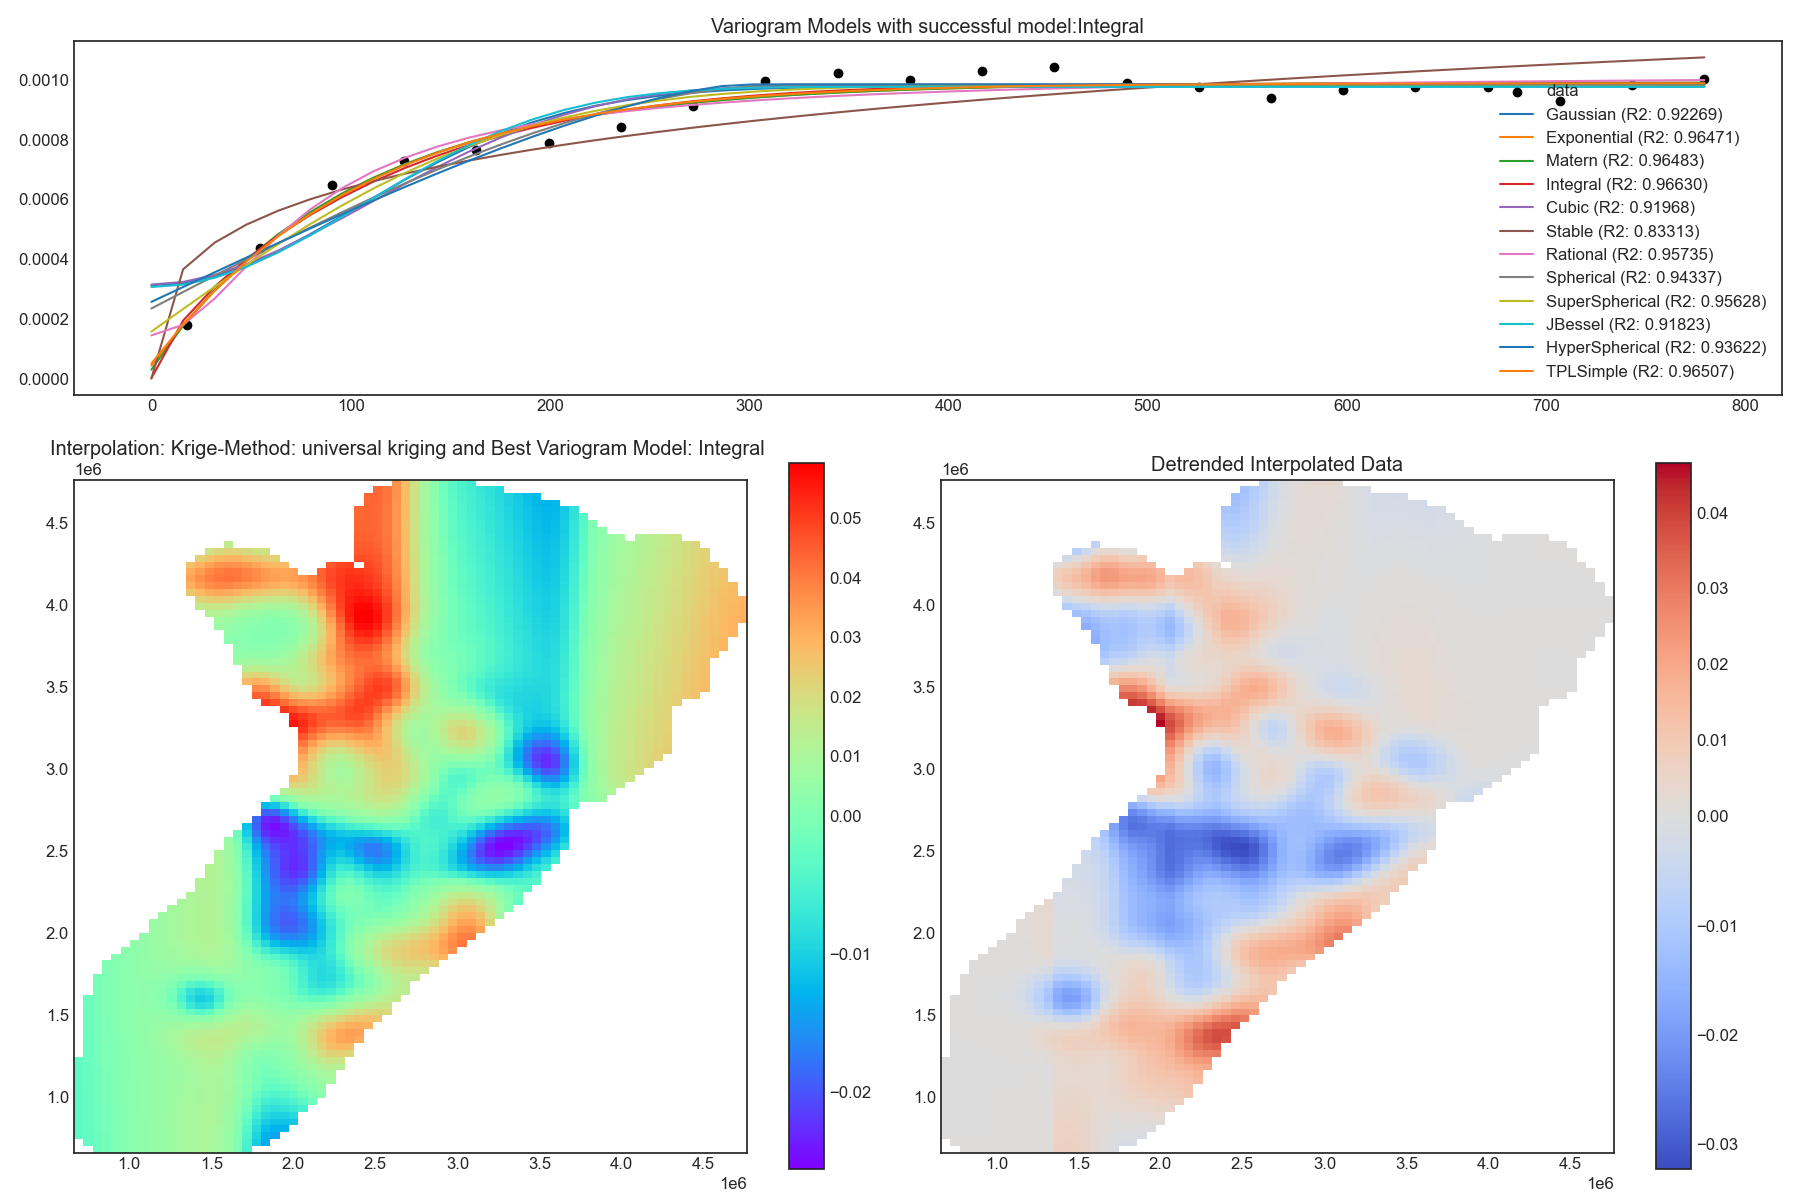 Variogram Models with successful model:Integral
0.0010
0.0008
0.0006
0.0004
0.0002
0.0000
data
Gaussian (R2: 0.92269)
Exponential (R2: 0.96471)
Matern (R2: 0.96483)
Integral (R2: 0.96630)
Cubic (R2: 0.91968)
Stable (R2: 0.83313)
Rational (R2: 0.95735)
Spherical (R2: 0.94337)
SuperSpherical (R2: 0.95628)
JBessel (R2: 0.91823)
HyperSpherical (R2: 0.93622)
TPLSimple (R2: 0.96507)
0 100 200 300 400 500 600 700 800
Interpolation: Krige-Method: universal kriging and Best Variogram Model: Integral
1e6
4.5
4.0
3.5
3.0
2.5
2.0
1.5
1.0
1.0 1.5 2.0 2.5 3.0 3.5 4.0 4.5
1e6
0.05
0.04
0.03
0.02
0.01
0.00
−0.01
−0.02
Detrended Interpolated Data
1e6
4.5
4.0
3.5
3.0
2.5
2.0
1.5
1.0
1.0 1.5 2.0 2.5 3.0 3.5 4.0 4.5
1e6
0.04
0.03
0.02
0.01
0.00
−0.01
−0.02
−0.03